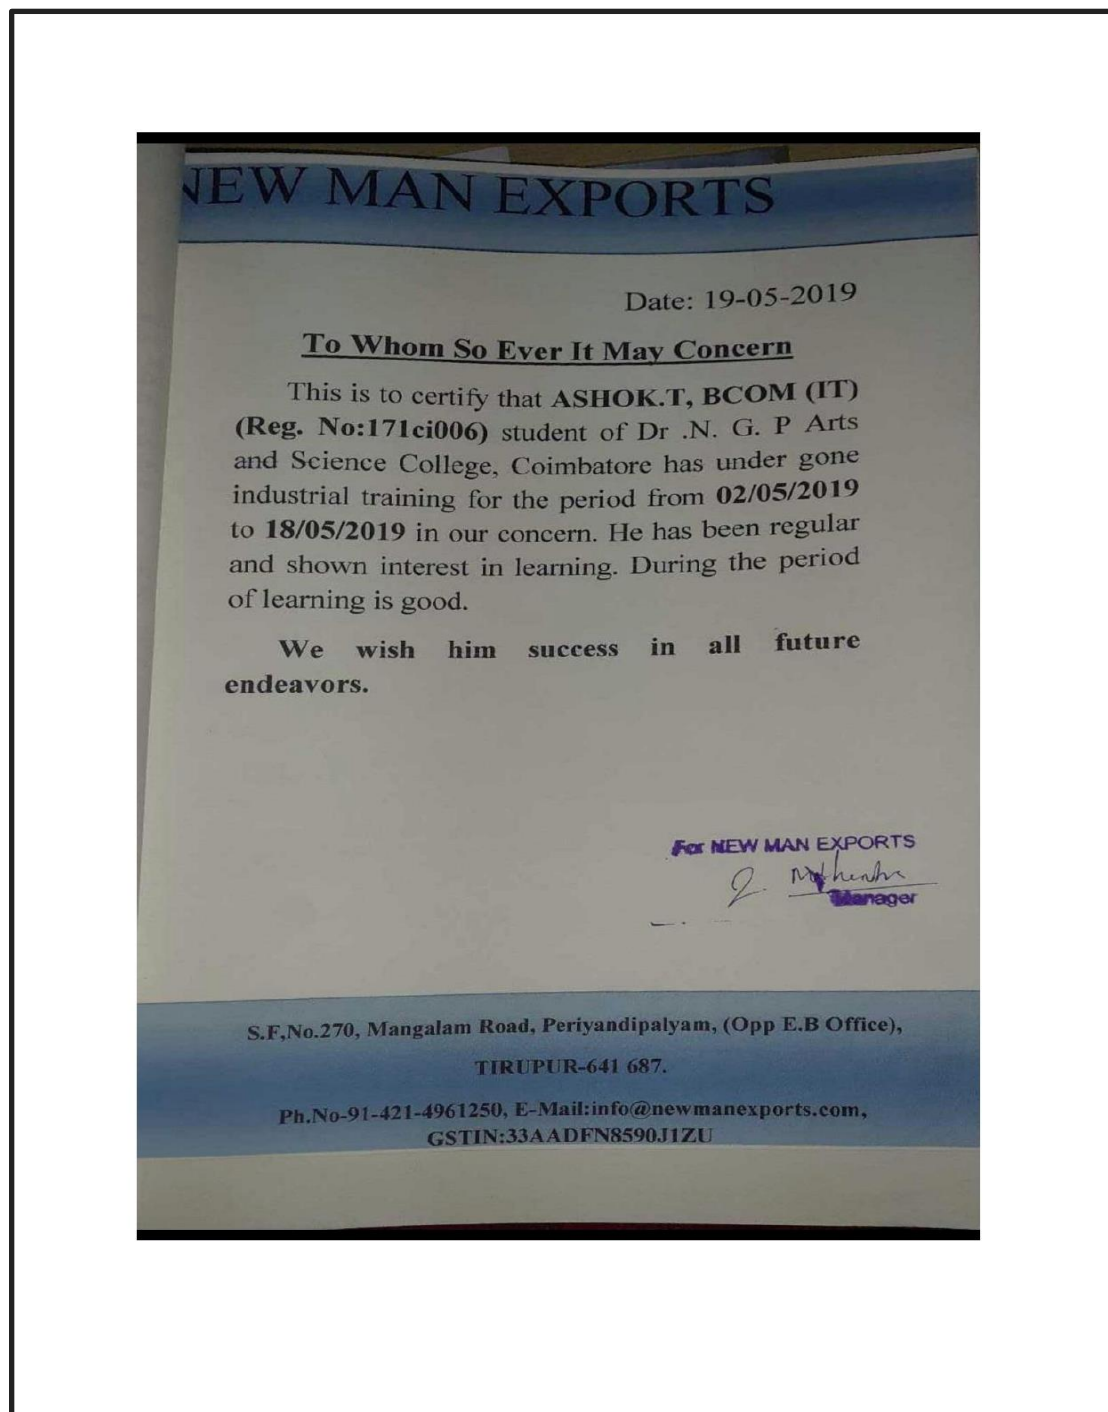 NEW MAN EXPORTS
Date: 19-05-2019
To Whom So Ever It May Concern
This is to certify that ASHOK.T, BCOM (IT)
(Reg. No:171ci006) student of Dr .N. G. P Arts
and Science College, Coimbatore has under gone
industrial training for the period from 02/05/2019
to 18/05/2019 in our concern. He has been regular
and shown interest in learning. During the period
of learning is good.
We wish him success in all future
endeavors.
For NEW MAN EXPORTS
Manager
S.F,No.270, Mangalam Road, Periyandipalyam, (Opp E.B Office),
TIRUPUR-641 687.
Ph.No-91-421-4961250, E-Mail:info@newmanexports.com,
GSTIN:33AADFN8590J1ZU